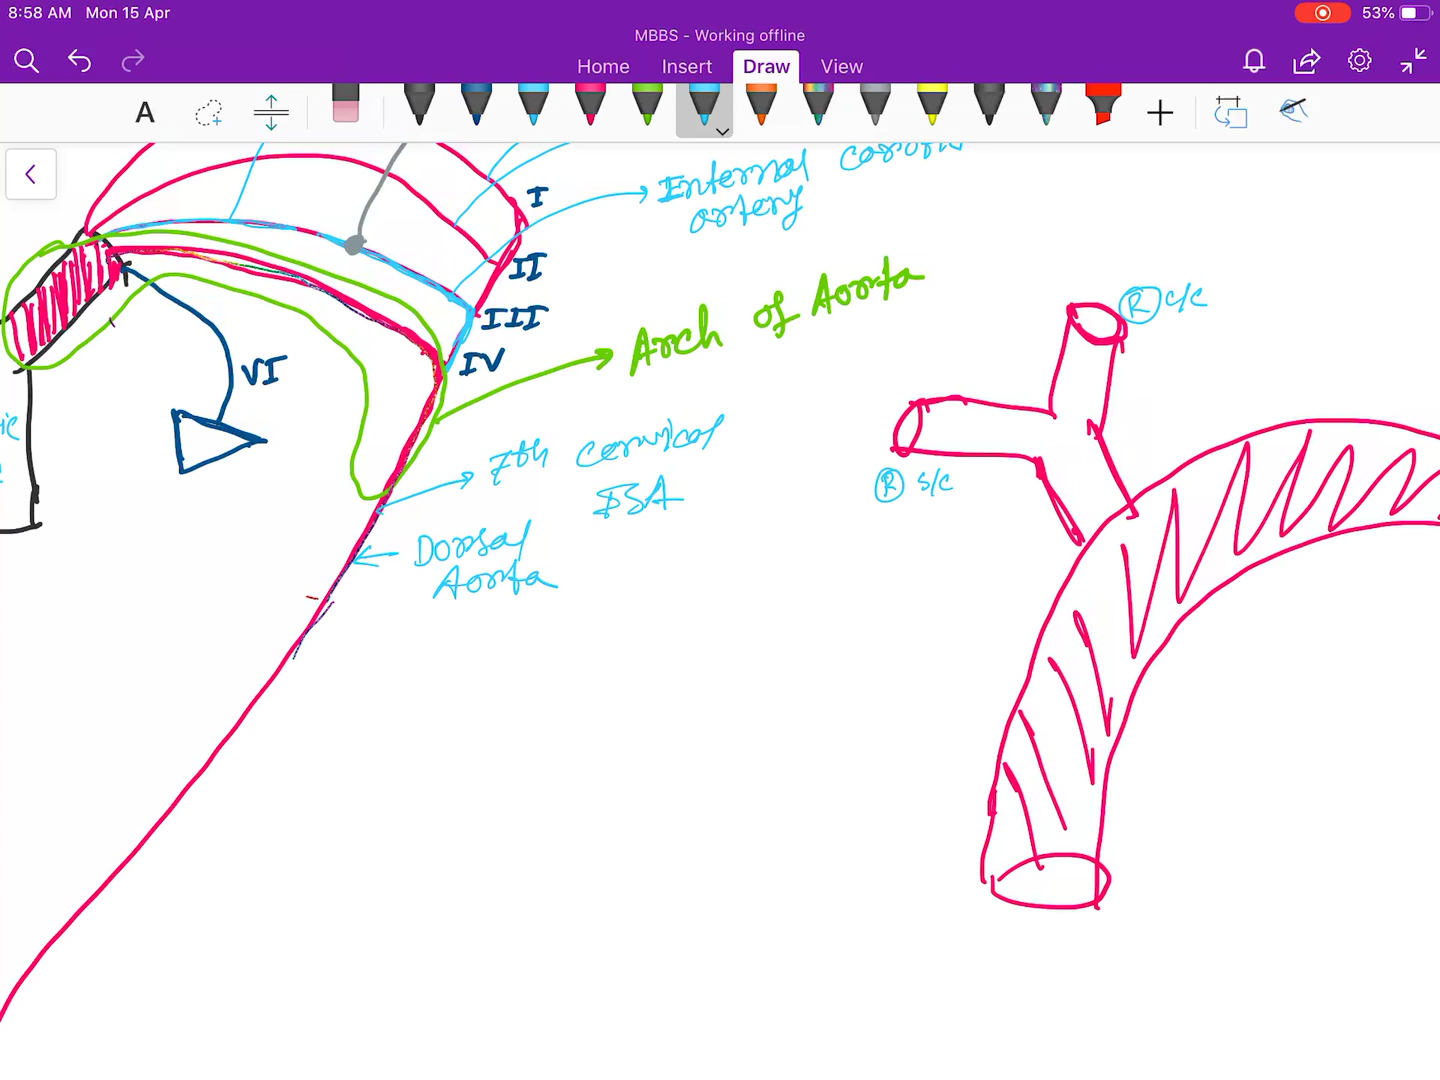 8:58 AM Mon 15 Apr
53%
MBBS - Working offline
Home Insert Draw View
A
Internal
artery
I
II
III
IV
VI
Arch of Aorta
7th cervical
Dorsal
Aorta
R C/C
R S/C